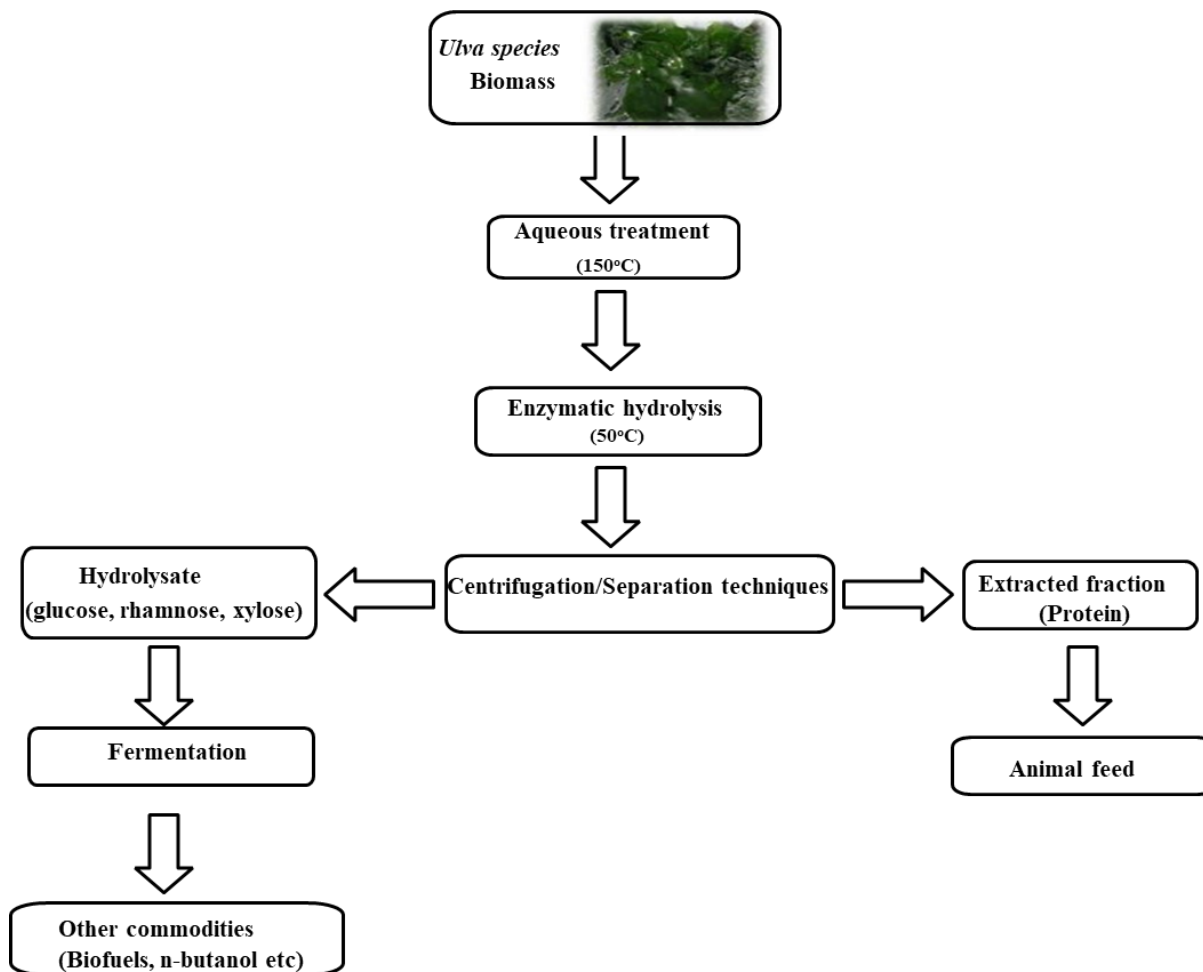 Ulva species
Biomass
Aqueous treatment
(150°C)
Enzymatic hydrolysis
(50°C)
Hydrolysate
(glucose, rhamnose, xylose)
Centrifugation/Separation techniques
Extracted fraction
(Protein)
Fermentation
Animal feed
Other commodities
(Biofuels, n-butanol etc)